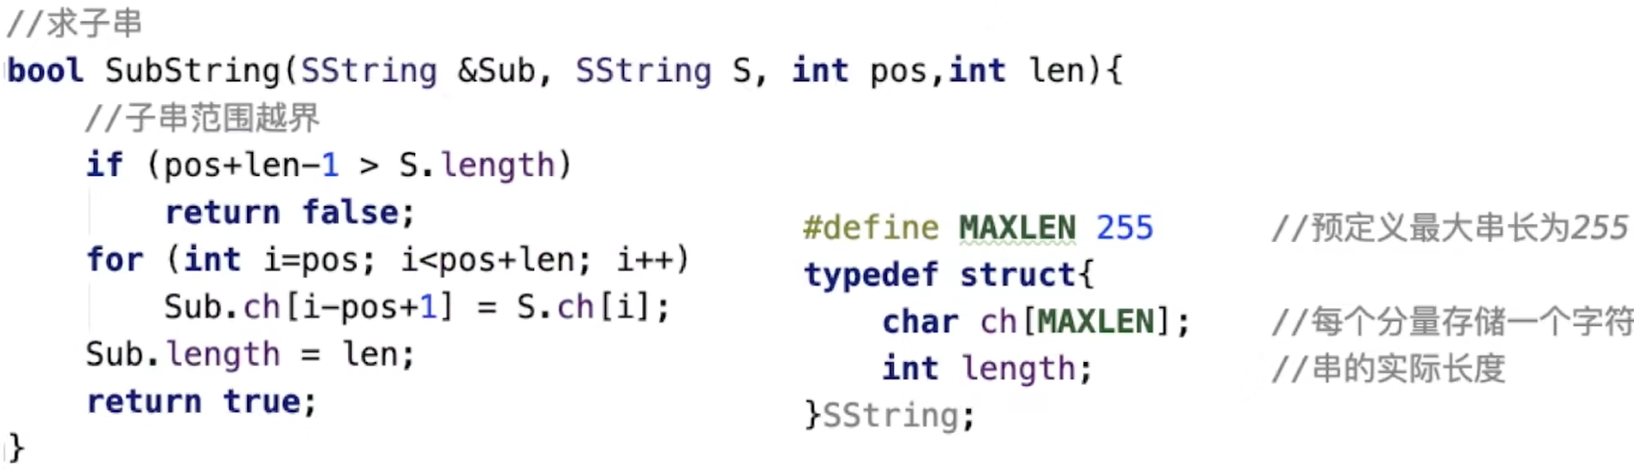 //求子串
bool SubString(SString &Sub, SString S, int pos,int len){
//子串范围越界
if (pos+len-1 > S.length)
return false;
for (int i=pos; i<pos+len; i++)
Sub.ch[i-pos+1] = S.ch[i];
Sub.length = len;
return true;
}
#define MAXLEN 255 //预定义最大串长为255
typedef struct{
char ch[MAXLEN]; //每个分量存储一个字符
int length; //串的实际长度
}SString;